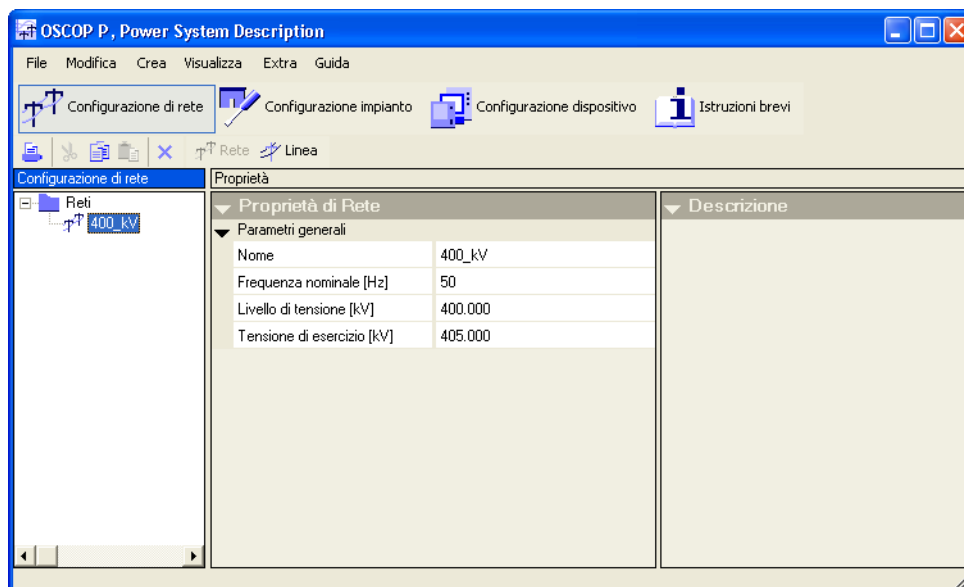 OSCOP P, Power System Description
File Modifica Crea Visualizza Extra Guida
Configurazione di rete Configurazione impianto Configurazione dispositivo Istruzioni brevi
Rete Linea
Configurazione di rete Proprietà
Reti
400_kV
Proprietà di Rete
Descrizione
Parametri generali
Nome 400_kV
Frequenza nominale [Hz] 50
Livello di tensione [kV] 400.000
Tensione di esercizio [kV] 405.000